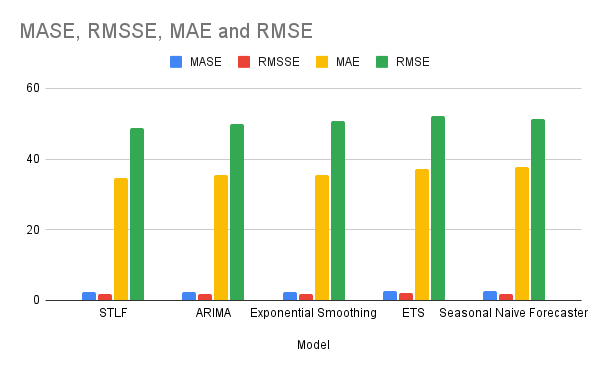 MASE, RMSSE, MAE and RMSE
MASE RMSSE MAE RMSE
60
40
20
0
STLF ARIMA Exponential Smoothing ETS Seasonal Naive Forecaster
Model